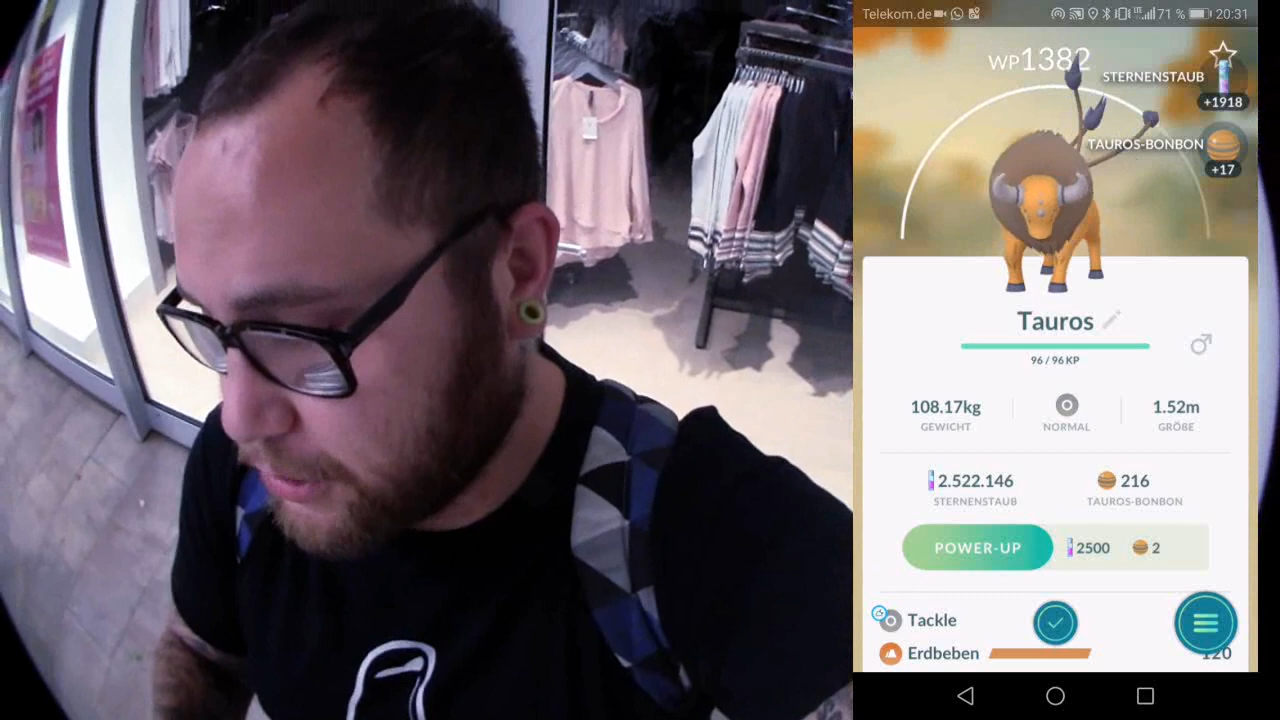 Telekom.de 71 % 20:31
WP1382
STERNENSTAUB
+1918
TAUROS-BONBON
+17
Tauros
96 / 96 KP
108.17kg NORMAL 1.52m
GEWICHT GRÖßE
2.522.146 216
STERNENSTAUB TAUROS-BONBON
POWER-UP 2500 2
Tackle
Erdbeben 120